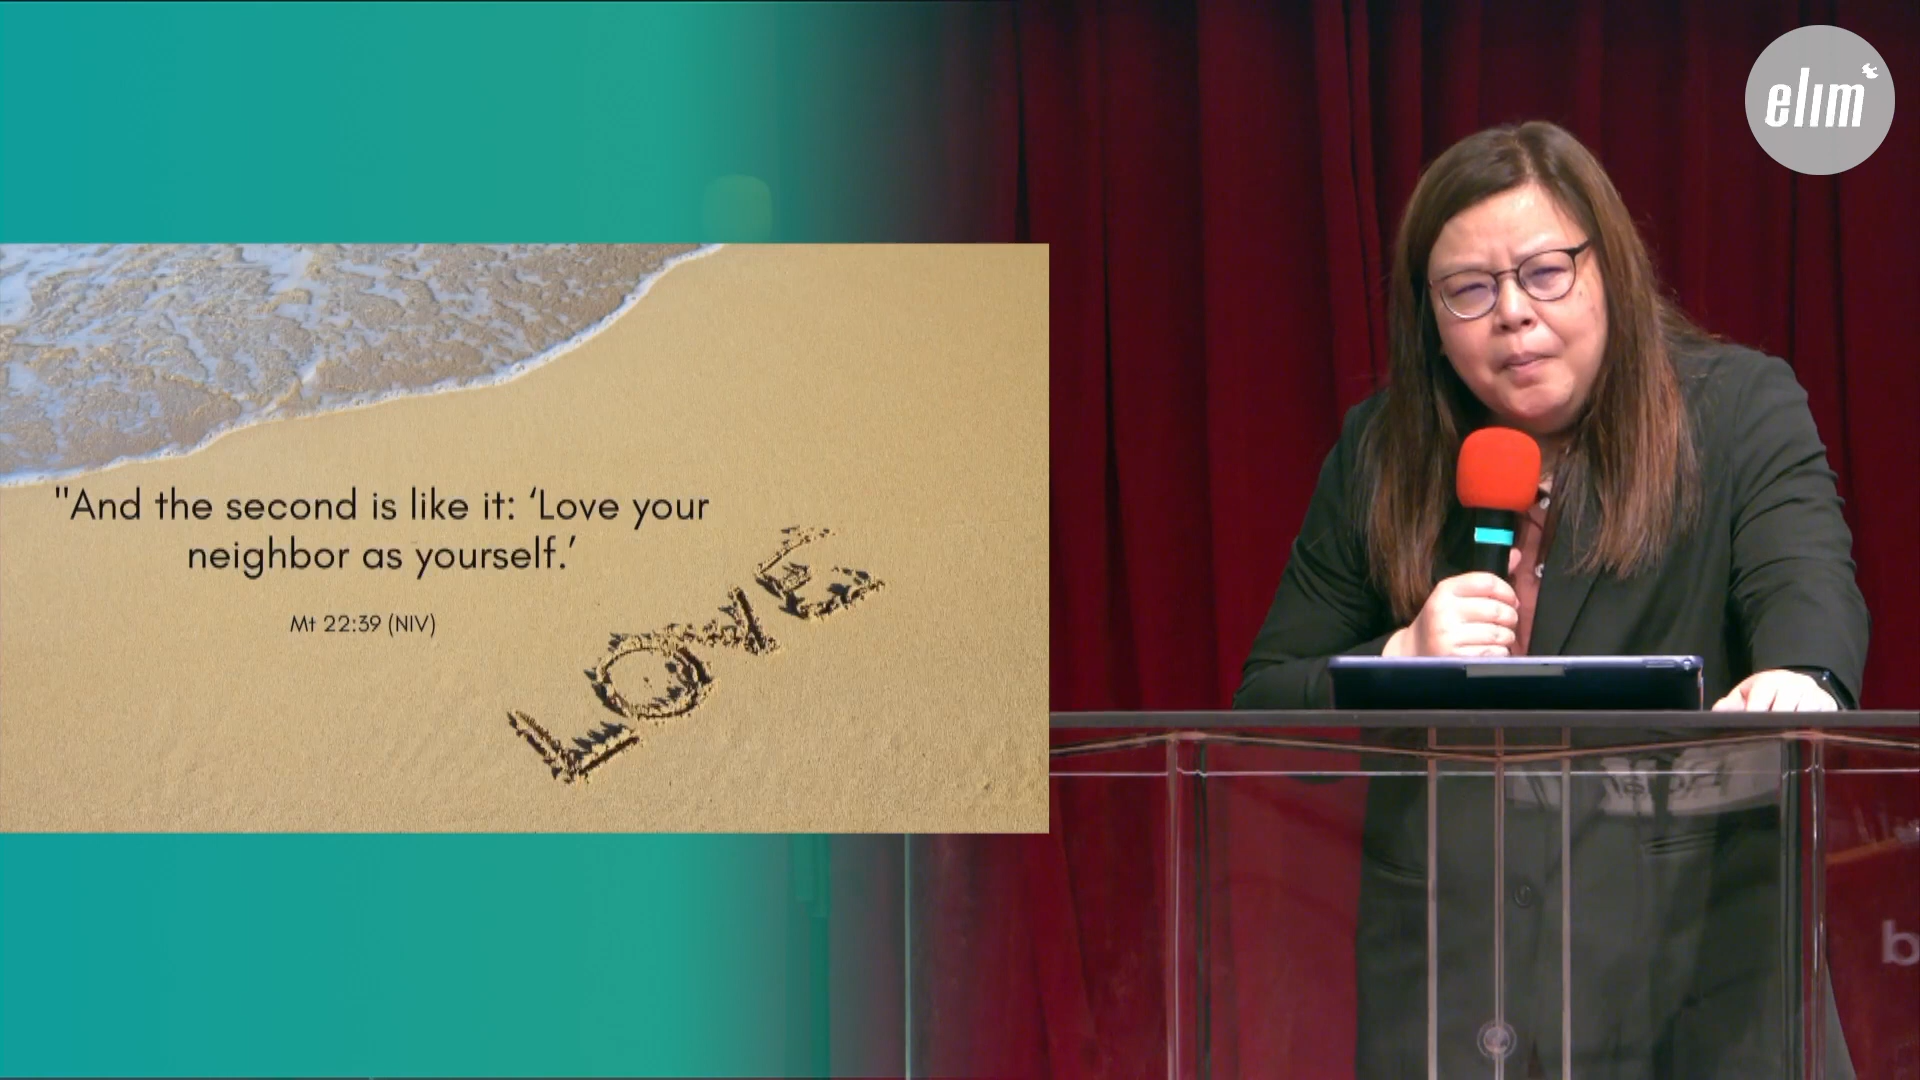 elim
"And the second is like it: ‘Love your
neighbor as yourself.’
Mt 22:39 (NIV)
LOVE
b